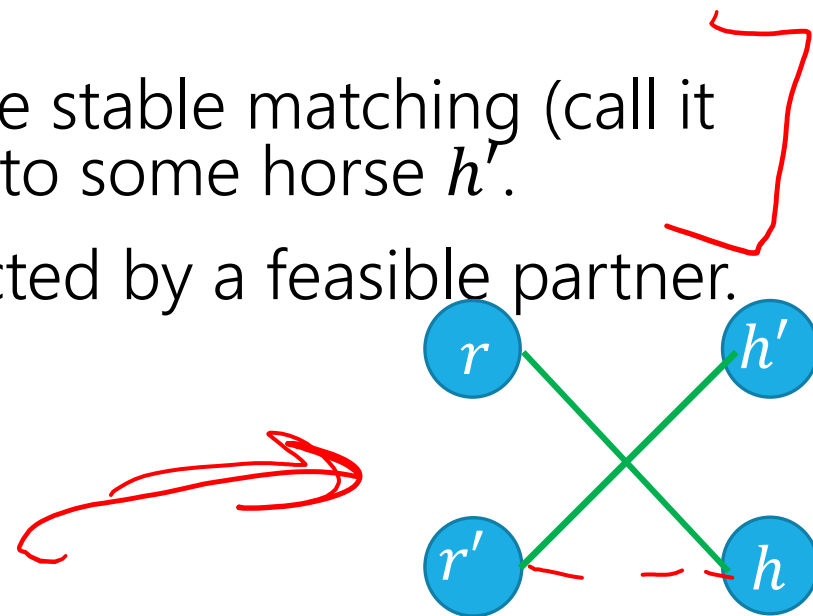 e stable matching (call it
to some horse h′.
cted by a feasible partner.
r h′
r′ h